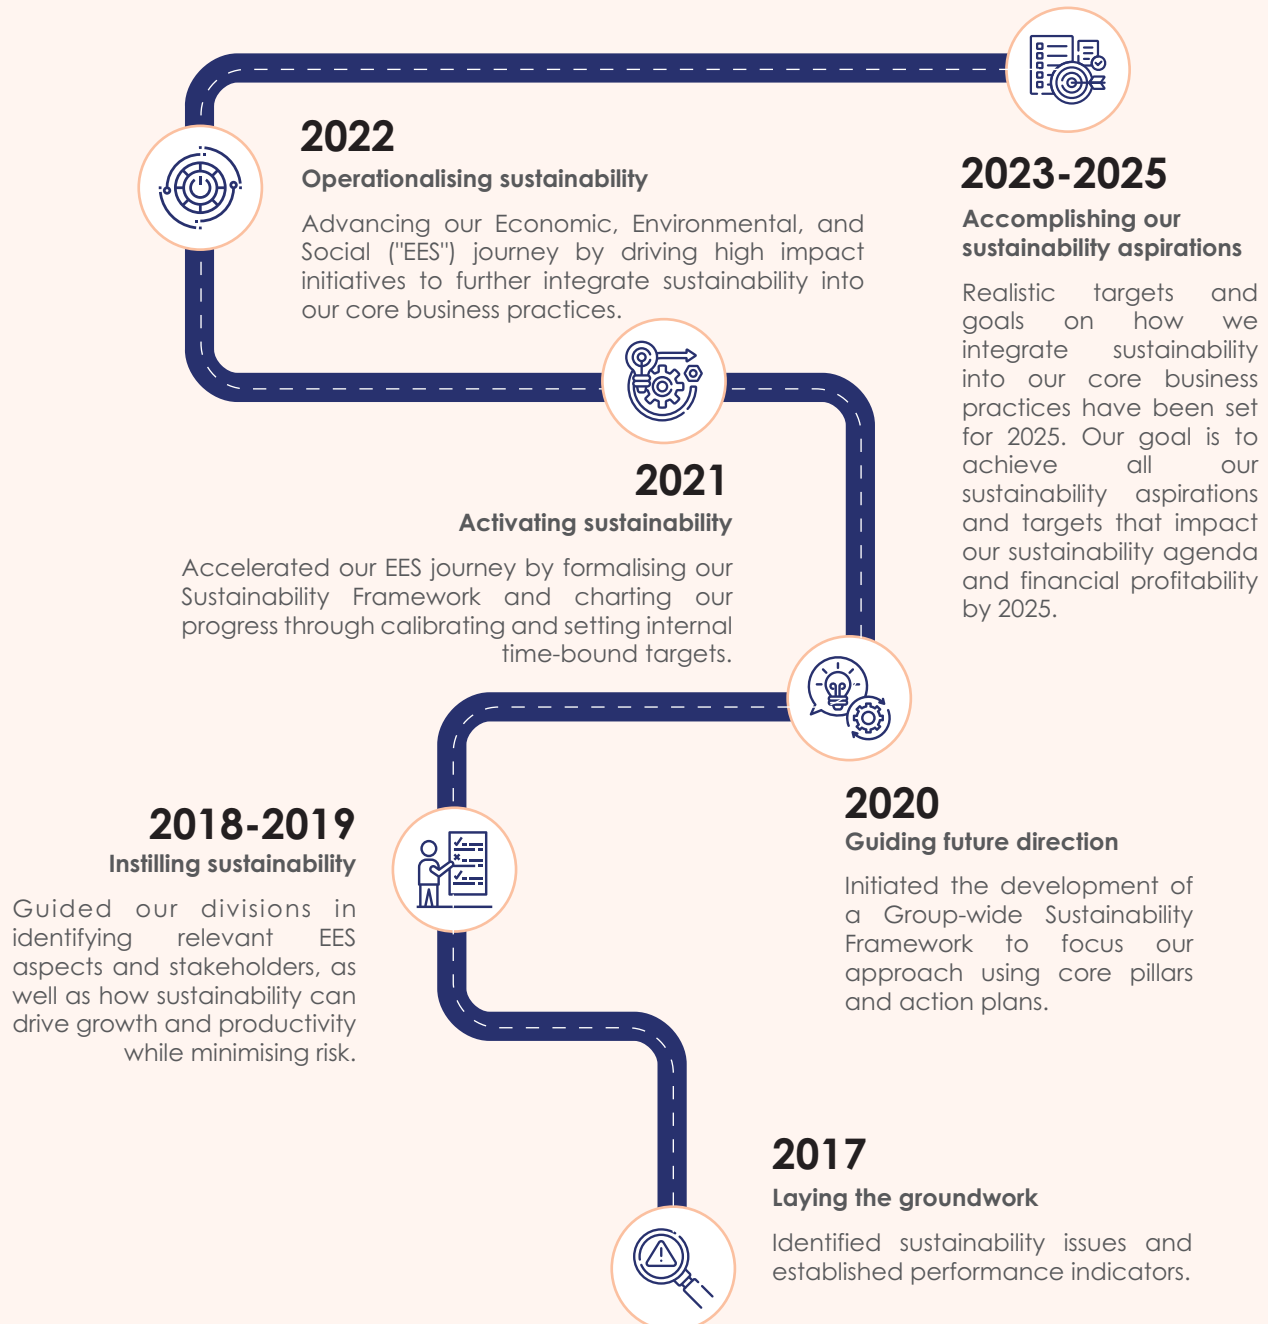 2022
Operationalising sustainability
Advancing our Economic, Environmental, and
Social ("EES") journey by driving high impact
initiatives to further integrate sustainability into
our core business practices.
2023-2025
Accomplishing our
sustainability aspirations
Realistic targets and
goals on how we
integrate sustainability
into our core business
practices have been set
for 2025. Our goal is to
achieve all our
sustainability aspirations
and targets that impact
our sustainability agenda
and financial profitability
by 2025.
2021
Activating sustainability
Accelerated our EES journey by formalising our
Sustainability Framework and charting our
progress through calibrating and setting internal
time-bound targets.
2018-2019
Instilling sustainability
Guided our divisions in
identifying relevant EES
aspects and stakeholders, as
well as how sustainability can
drive growth and productivity
while minimising risk.
2020
Guiding future direction
Initiated the development of
a Group-wide Sustainability
Framework to focus our
approach using core pillars
and action plans.
2017
Laying the groundwork
Identified sustainability issues and
established performance indicators.